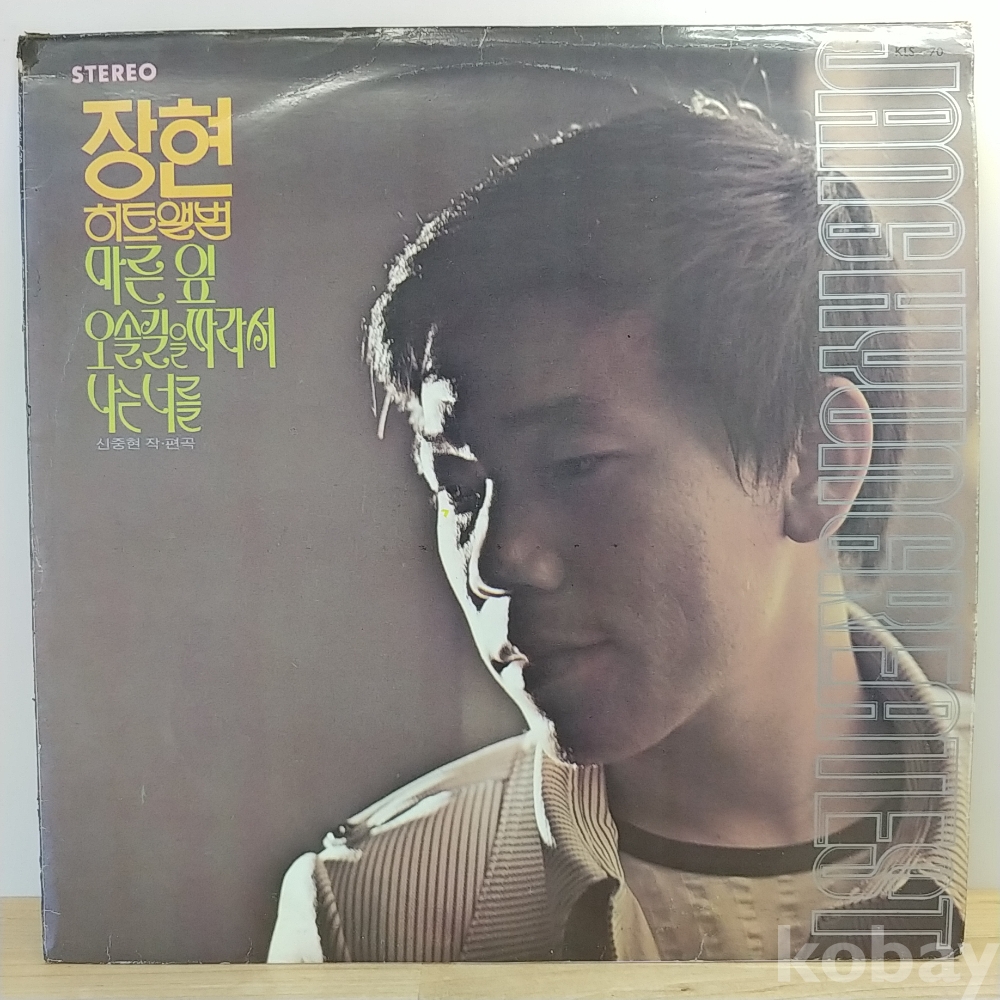 STEREO
KLS-70
장현
히트앨범
마른 잎
오솔길을 따라서
나는 너를
신중현 작·편곡
JANG HYUN GREATEST
kobay